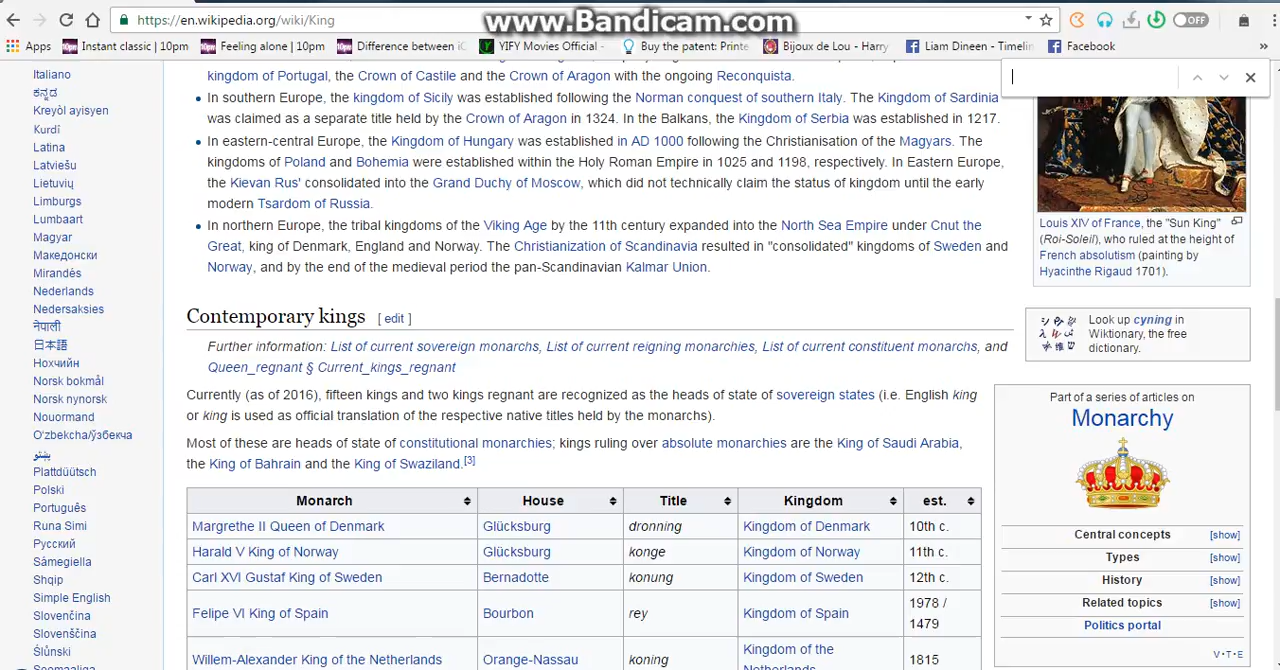 https://en.wikipedia.org/wiki/King
www.Bandicam.com
Apps
Instant classic | 10pm
Feeling alone | 10pm
Difference between iC
YIFY Movies Official -
Buy the patent: Printe
Bijoux de Lou - Harry
Liam Dineen - Timelin
Facebook
»
OFF
Italiano
ಕನ್ನಡ
Kreyòl ayisyen
Kurdî
Latina
Latviešu
Lietuvių
Limburgs
Lumbaart
Magyar
Македонски
Mirandés
Nederlands
Nedersaksies
नेपाली
日本語
Нохчийн
Norsk bokmål
Norsk nynorsk
Nouormand
Oʻzbekcha/ўзбекча
پښتو
Plattdüütsch
Polski
Português
Runa Simi
Русский
Sámegiella
Shqip
Simple English
Slovenčina
Slovenščina
Ślůnski
Soomaaliga
kingdom of Portugal, the Crown of Castile and the Crown of Aragon with the ongoing Reconquista.
In southern Europe, the kingdom of Sicily was established following the Norman conquest of southern Italy. The Kingdom of Sardinia
was claimed as a separate title held by the Crown of Aragon in 1324. In the Balkans, the Kingdom of Serbia was established in 1217.
In eastern-central Europe, the Kingdom of Hungary was established in AD 1000 following the Christianisation of the Magyars. The
kingdoms of Poland and Bohemia were established within the Holy Roman Empire in 1025 and 1198, respectively. In Eastern Europe,
the Kievan Rus' consolidated into the Grand Duchy of Moscow, which did not technically claim the status of kingdom until the early
modern Tsardom of Russia.
In northern Europe, the tribal kingdoms of the Viking Age by the 11th century expanded into the North Sea Empire under Cnut the
Great, king of Denmark, England and Norway. The Christianization of Scandinavia resulted in "consolidated" kingdoms of Sweden and
Norway, and by the end of the medieval period the pan-Scandinavian Kalmar Union.
Contemporary kings [ edit ]
Further information: List of current sovereign monarchs, List of current reigning monarchies, List of current constituent monarchs, and
Queen_regnant § Current_kings_regnant
Currently (as of 2016), fifteen kings and two kings regnant are recognized as the heads of state of sovereign states (i.e. English king
or king is used as official translation of the respective native titles held by the monarchs).
Most of these are heads of state of constitutional monarchies; kings ruling over absolute monarchies are the King of Saudi Arabia,
the King of Bahrain and the King of Swaziland.[3]
Monarch House Title Kingdom est.
Margrethe II Queen of Denmark Glücksburg dronning Kingdom of Denmark 10th c.
Harald V King of Norway Glücksburg konge Kingdom of Norway 11th c.
Carl XVI Gustaf King of Sweden Bernadotte konung Kingdom of Sweden 12th c.
Felipe VI King of Spain Bourbon rey Kingdom of Spain 1978 /
1479
Willem-Alexander King of the Netherlands Orange-Nassau koning Kingdom of the 1815
Netherlands
Louis XIV of France, the "Sun King"
(Roi-Soleil), who ruled at the height of
French absolutism (painting by
Hyacinthe Rigaud 1701).
Look up cyning in
Wiktionary, the free
dictionary.
Part of a series of articles on
Monarchy
Central concepts [show]
Types [show]
History [show]
Related topics [show]
Politics portal
V · T · E